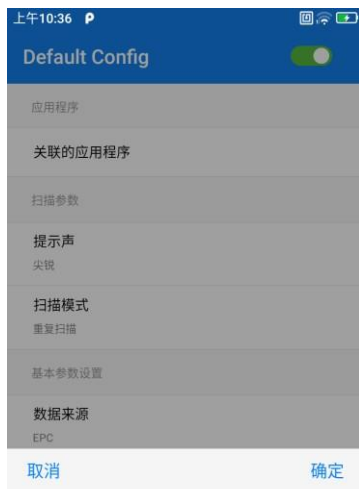 上午10:36 P
Default Config
应用程序
关联的应用程序
扫描参数
提示声
尖锐
扫描模式
重复扫描
基本参数设置
数据来源
EPC
取消 确定